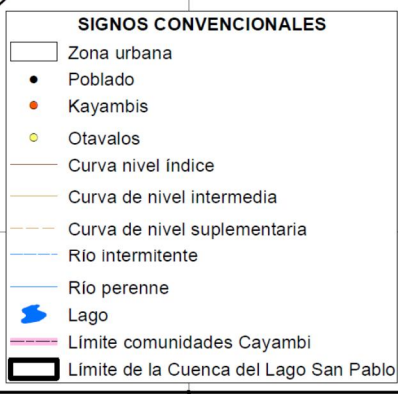 SIGNOS CONVENCIONALES
Zona urbana
Poblado
Kayambis
Otavalos
Curva nivel índice
Curva de nivel intermedia
Curva de nivel suplementaria
Río intermitente
Río perenne
Lago
Límite comunidades Cayambi
Límite de la Cuenca del Lago San Pablo